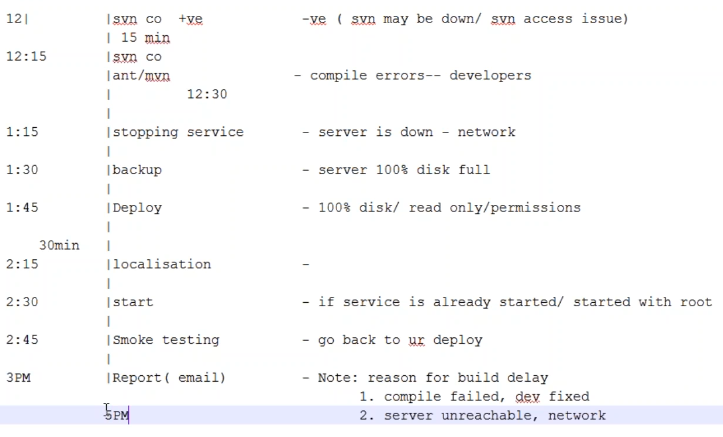 12| |svn co +ve -ve ( svn may be down/ svn access issue)
| 15 min
12:15 |svn co
|ant/mvn - compile errors-- developers
| 12:30
|
1:15 |stopping service - server is down - network
|
1:30 |backup - server 100% disk full
|
1:45 |Deploy - 100% disk/ read only/permissions
|
30min |
2:15 |localisation -
|
2:30 |start - if service is already started/ started with root
|
2:45 |Smoke testing - go back to ur deploy
|
3PM |Report( email) - Note: reason for build delay
1. compile failed, dev fixed
5PM 2. server unreachable, network